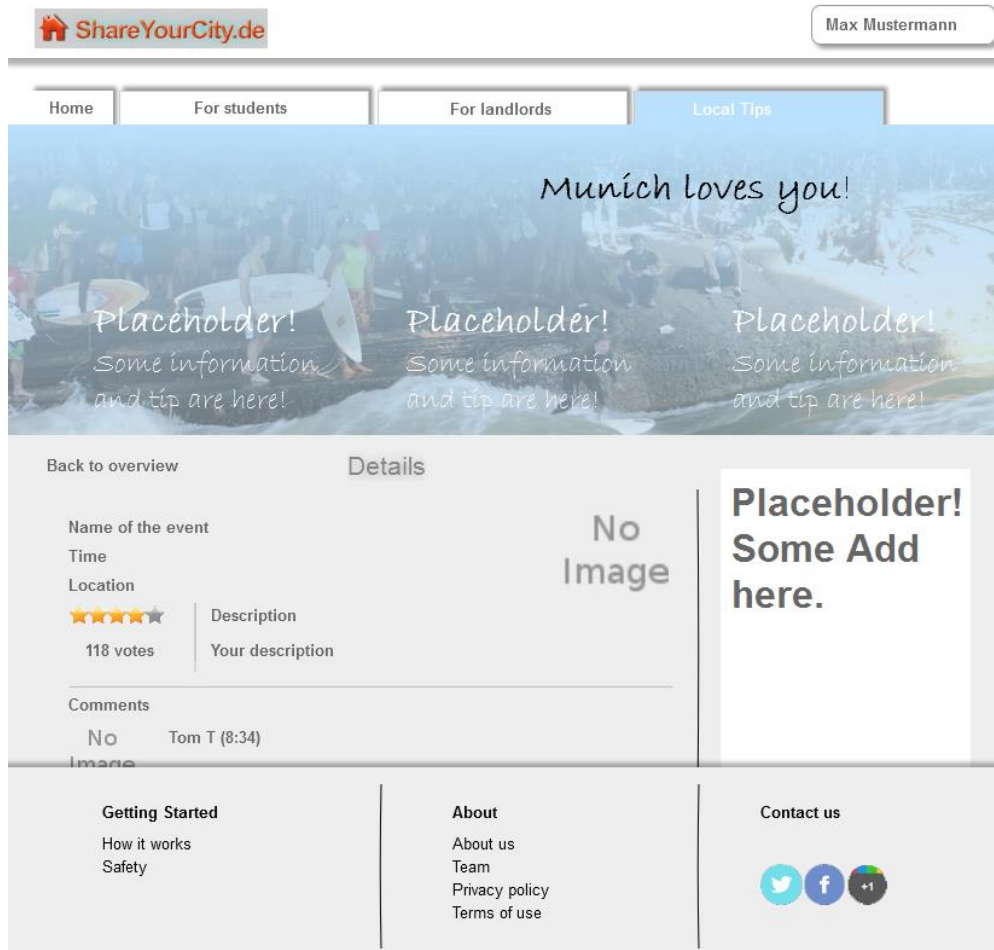 ShareYourCity.de
Max Mustermann
Home
For students
For landlords
Local Tips
Munich loves you!
Placeholder!
Some information
and tip are here!
Placeholder!
Some information
and tip are here!
Placeholder!
Some information
and tip are here!
Back to overview
Details
Name of the event
Time
Location
No
Image
118 votes
Description
Your description
Comments
No
Image
Tom T (8:34)
Placeholder!
Some Add
here.
Getting Started
How it works
Safety
About
About us
Team
Privacy policy
Terms of use
Contact us
f
+1